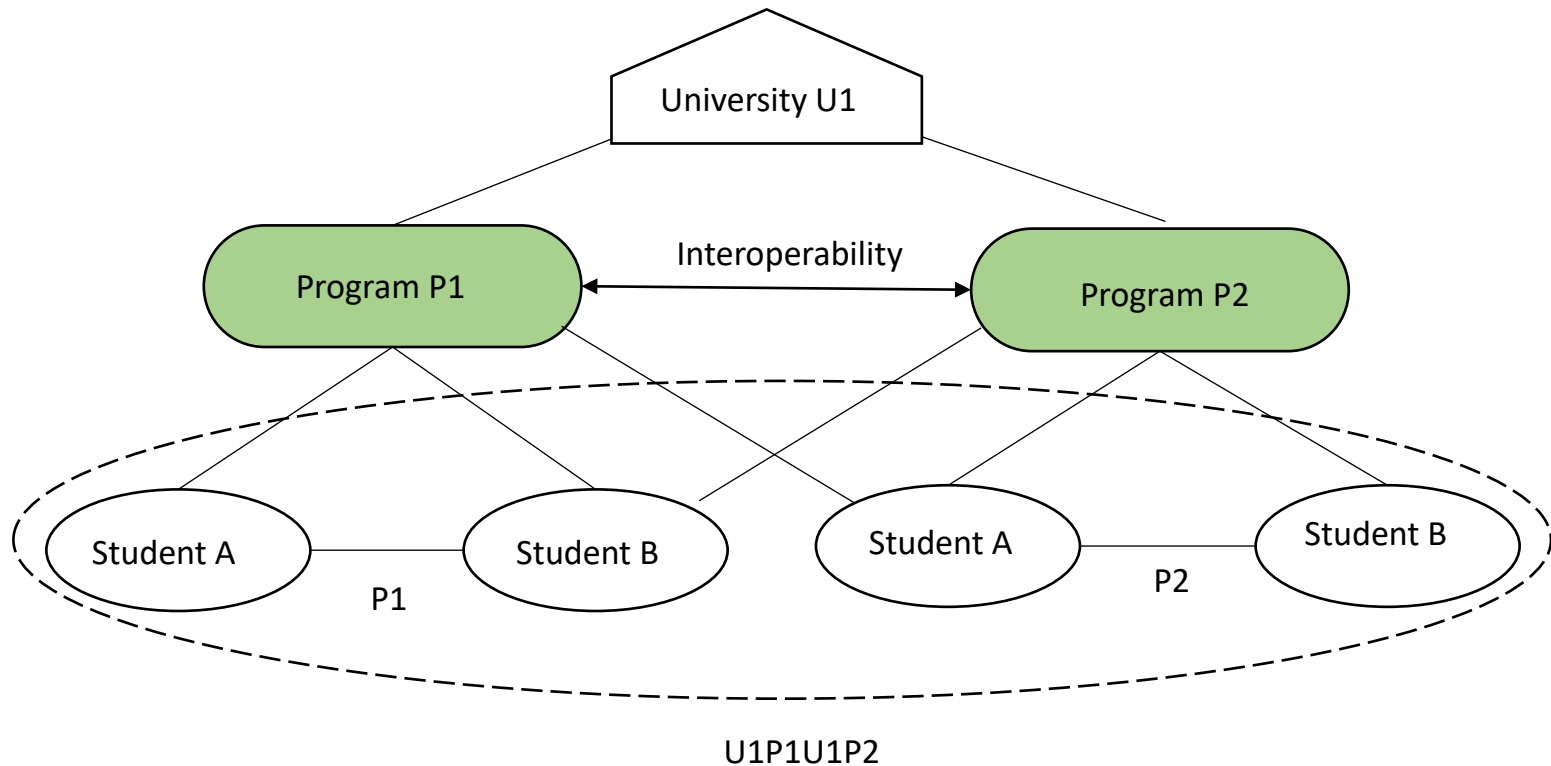 University U1
Interoperability
Program P1
Program P2
Student A
Student B
Student A
Student B
P1
P2
U1P1U1P2